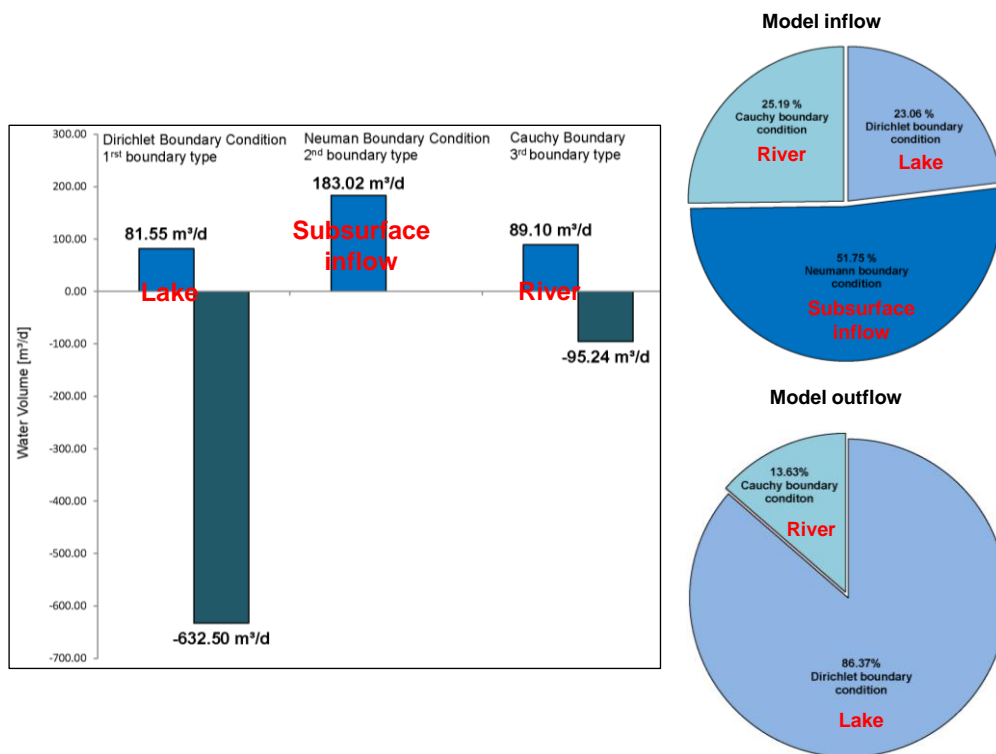 Model inflow
25.19 %
Cauchy boundary
condition
River
23.06 %
Dirichlet boundary
condition
Lake
51.75 %
Neumann boundary
condition
Subsurface
inflow
Dirichlet Boundary Condition
1rst boundary type
Neuman Boundary Condition
2nd boundary type
Cauchy Boundary
3rd boundary type
300.00
200.00
100.00
0.00
-100.00
-200.00
-300.00
-400.00
-500.00
-600.00
-700.00
Water Volume [m³/d]
81.55 m³/d
Lake
-632.50 m³/d
183.02 m³/d
Subsurface
inflow
89.10 m³/d
River
-95.24 m³/d
Model outflow
13.63%
Cauchy boundary
conditon
River
86.37%
Dirichlet boundary
condition
Lake